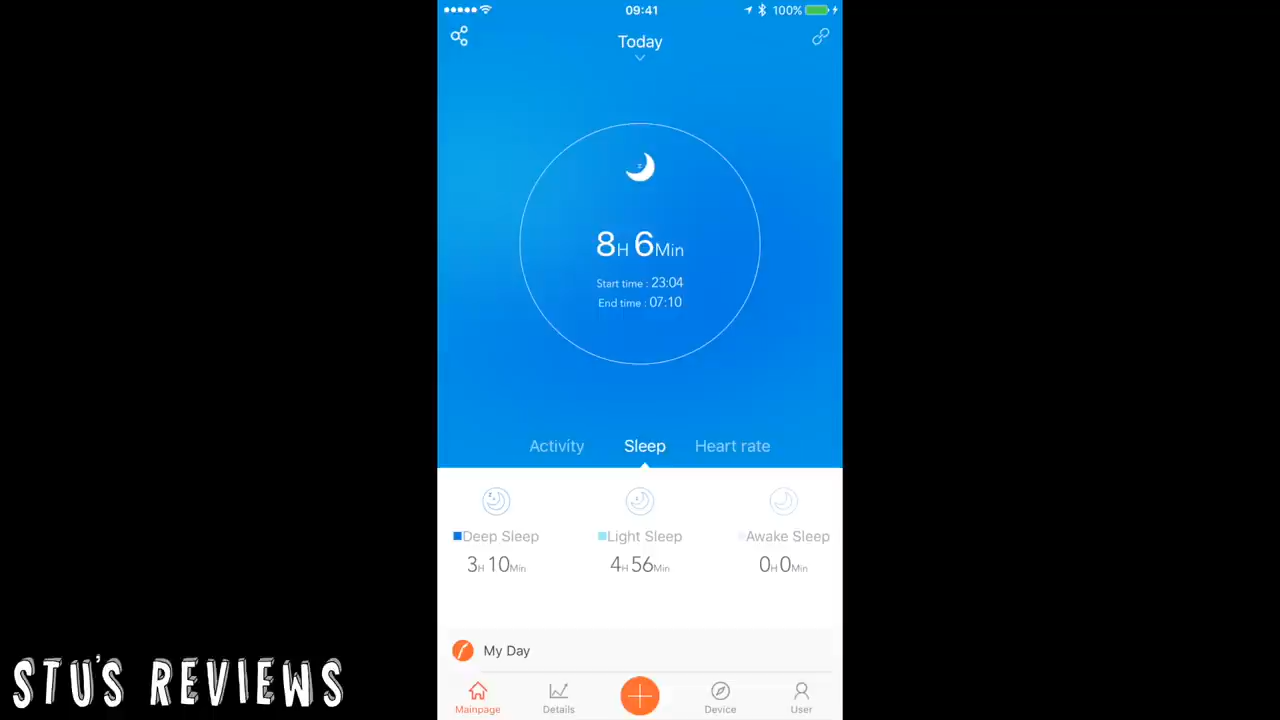 09:41
100%
Today
8H 6Min
Start time : 23:04
End time : 07:10
Activity Sleep Heart rate
Deep Sleep Light Sleep Awake Sleep
3H 10Min 4H 56Min 0H 0Min
My Day
Mainpage Details Device User
STU'S REVIEWS